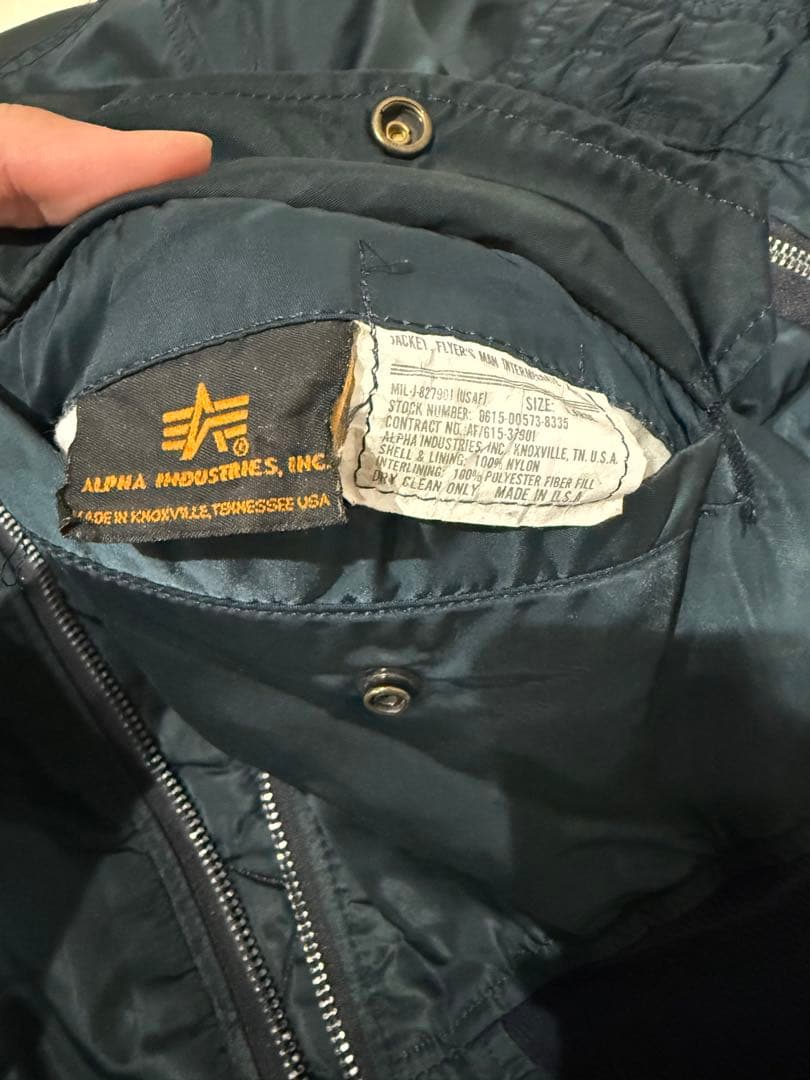 ALPHA INDUSTRIES, INC.
MADE IN KNOXVILLE, TENNESSEE USA
JACKET, FLYER'S MAN INTERMEDIATE
MIL-J-827901 (USAF) SIZE:
STOCK NUMBER: 8615-00573-8335
CONTRACT NO. AF/615-37901
ALPHA INDUSTRIES, INC. KNOXVILLE, TN. U.S.A.
SHELL & LINING: 100% NYLON
INTERLINING: 100% POLYESTER FIBER FILL
DRY CLEAN ONLY MADE IN U.S.A